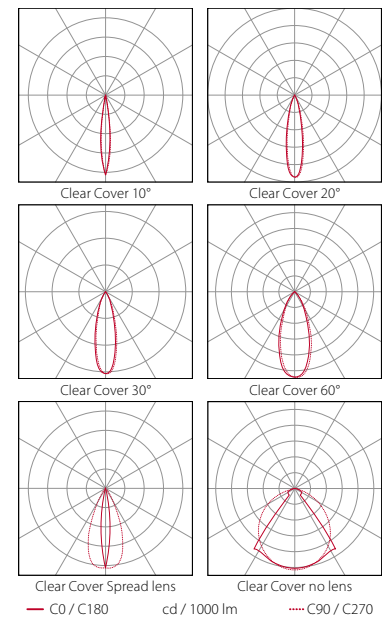 Clear Cover 10°
Clear Cover 20°
Clear Cover 30°
Clear Cover 60°
Clear Cover Spread lens
Clear Cover no lens
C0 / C180
cd / 1000 lm
C90 / C270